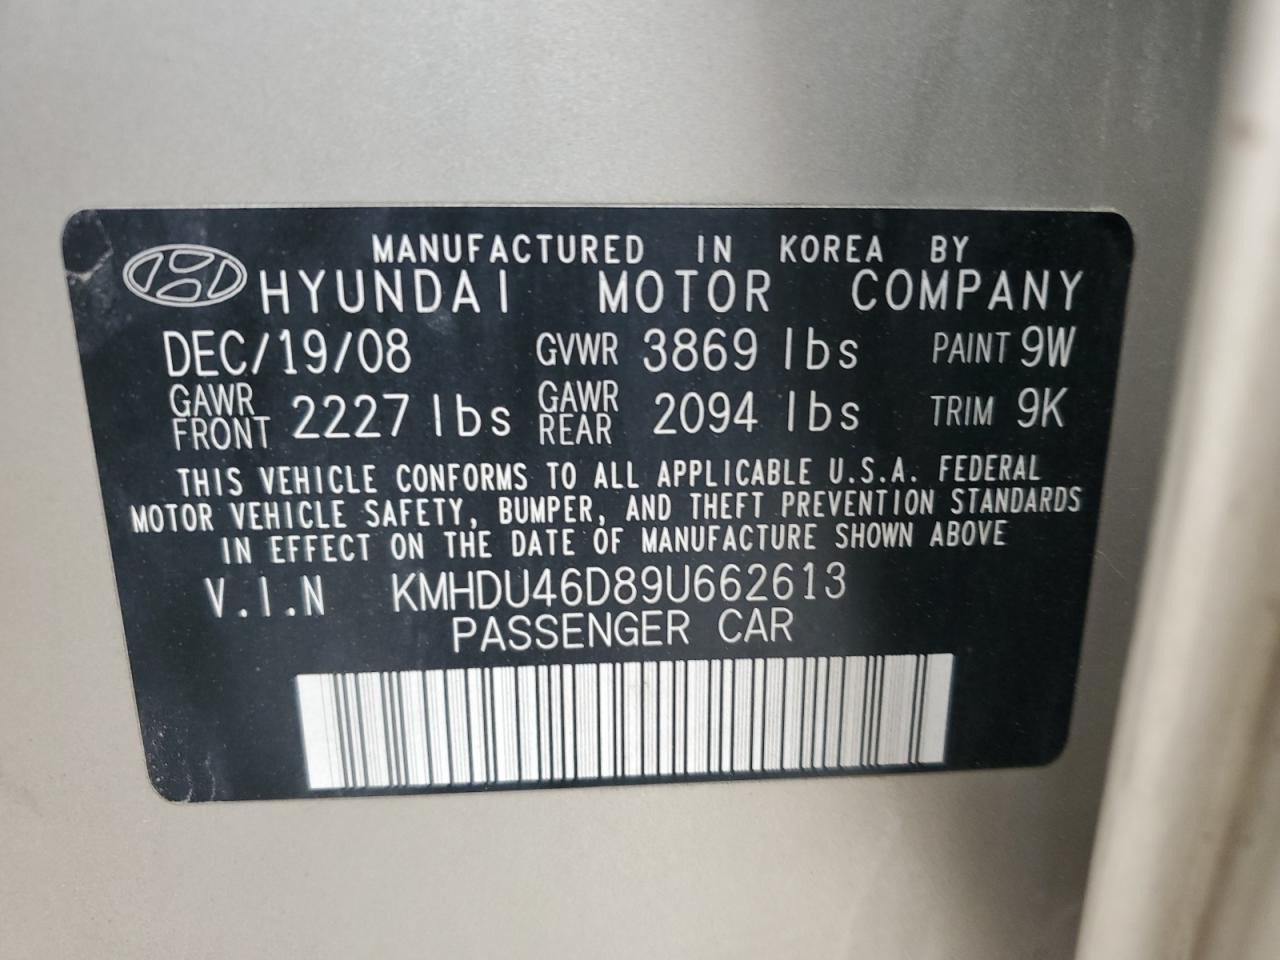 MANUFACTURED IN KOREA BY
HYUNDAI MOTOR COMPANY
DEC/19/08 GVWR 3869 lbs PAINT 9W
GAWR FRONT 2227 lbs GAWR REAR 2094 lbs TRIM 9K
THIS VEHICLE CONFORMS TO ALL APPLICABLE U.S.A. FEDERAL
MOTOR VEHICLE SAFETY, BUMPER, AND THEFT PREVENTION STANDARDS
IN EFFECT ON THE DATE OF MANUFACTURE SHOWN ABOVE
V.I.N KMHDU46D89U662613
PASSENGER CAR